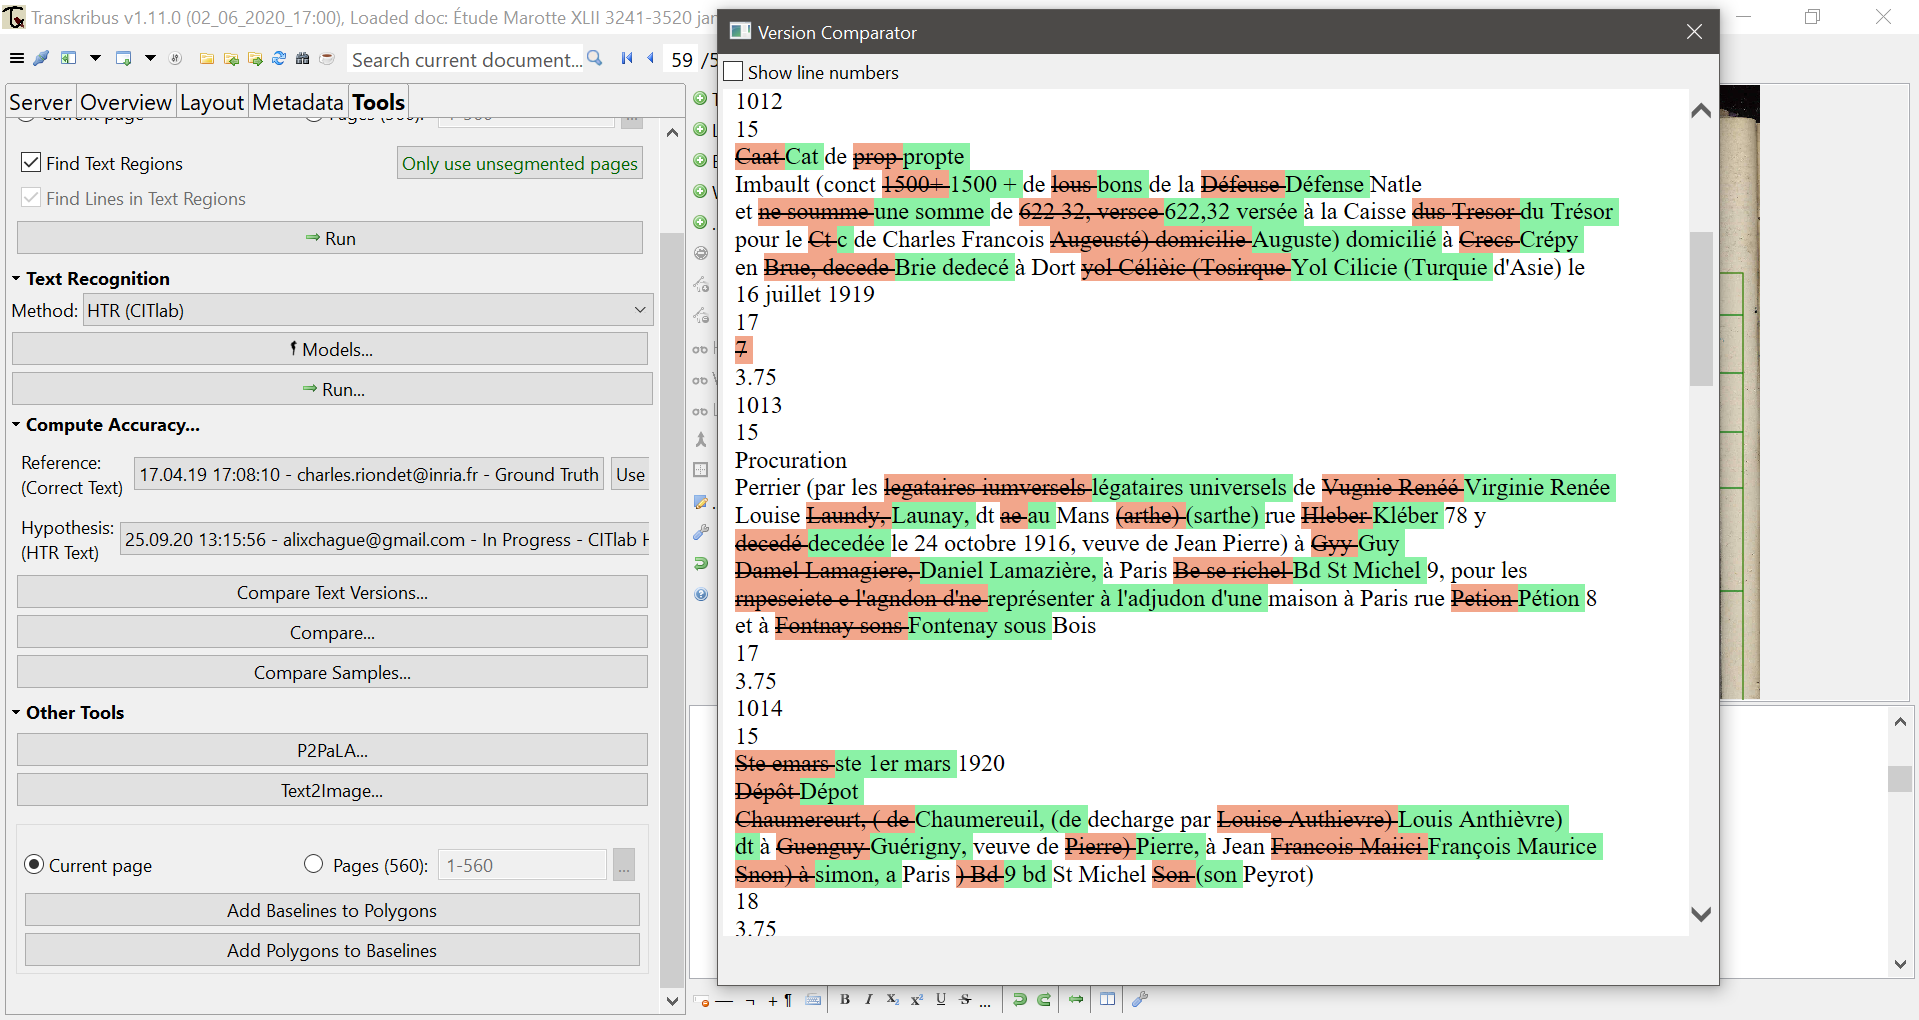 Transkribus v1.11.0 (02_06_2020_17:00), Loaded doc: Étude Marotte XLII 3241-3520 jan
Search current document...
59
Server
Overview
Layout
Metadata
Tools
Find Text Regions
Only use unsegmented pages
Find Lines in Text Regions
Run
Text Recognition
Method: HTR (CITlab)
Models...
Run...
Compute Accuracy...
Reference:
(Correct Text)
17.04.19 17:08:10 - charles.riondet@inria.fr - Ground Truth
Use
Hypothesis:
(HTR Text)
25.09.20 13:15:56 - alixchague@gmail.com - In Progress - CITlab H
Compare Text Versions...
Compare...
Compare Samples...
Other Tools
P2PaLA...
Text2Image...
Current page
Pages (560): 1-560
...
Add Baselines to Polygons
Add Polygons to Baselines
Version Comparator
Show line numbers
1012
15
Caat Cat de prop propte
Imbault (conct 1500+ 1500 + de lous bons de la Défeuse Défense Natle
et ne soumme une somme de 622 32, versce 622,32 versée à la Caisse dus Tresor du Trésor
pour le Ct c de Charles Francois Augeusté) domicilie Auguste) domicilié à Crecs Crépy
en Brue, decede Brie dedecé à Dort yol Célièic (Tosirque Yol Cilicie (Turquie d'Asie) le
16 juillet 1919
17
7
3.75
1013
15
Procuration
Perrier (par les legataires iumversels légataires universels de Vugnie Renéé Virginie Renée
Louise Laundy, Launay, dt ae au Mans (arthe) (sarthe) rue Hleber Kléber 78 y
decedé decedée le 24 octobre 1916, veuve de Jean Pierre) à Gyy Guy
Damel Lamagiere, Daniel Lamazière, à Paris Be se richel Bd St Michel 9, pour les
rnpeseiete e l'agndon d'ne représenter à l'adjudon d'une maison à Paris rue Petion Pétion 8
et à Fontnay sons Fontenay sous Bois
17
3.75
1014
15
Ste emars ste 1er mars 1920
Dépôt Dépot
Chaumereurt, ( de Chaumereuil, (de decharge par Louise Authievre) Louis Anthièvre)
dt à Guenguy Guérigny, veuve de Pierre) Pierre, à Jean Francois Maiici François Maurice
Snon) à simon, a Paris ) Bd 9 bd St Michel Son (son Peyrot)
18
3.75
B I X₂ X² U S ...